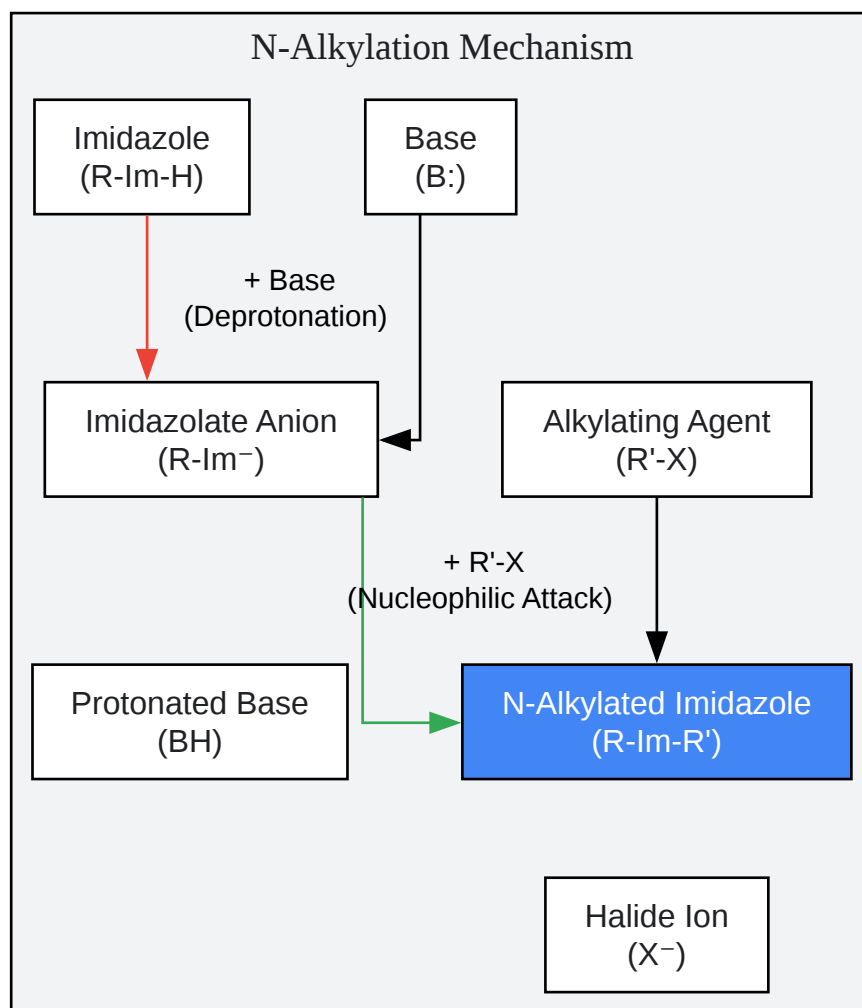 N-Alkylation Mechanism
Imidazole
(R-Im-H)
Base
(B:)
+ Base
(Deprotonation)
Imidazolate Anion
(R-Im⁻)
Alkylating Agent
(R'-X)
+ R'-X
(Nucleophilic Attack)
Protonated Base
(BH)
N-Alkylated Imidazole
(R-Im-R')
Halide Ion
(X⁻)